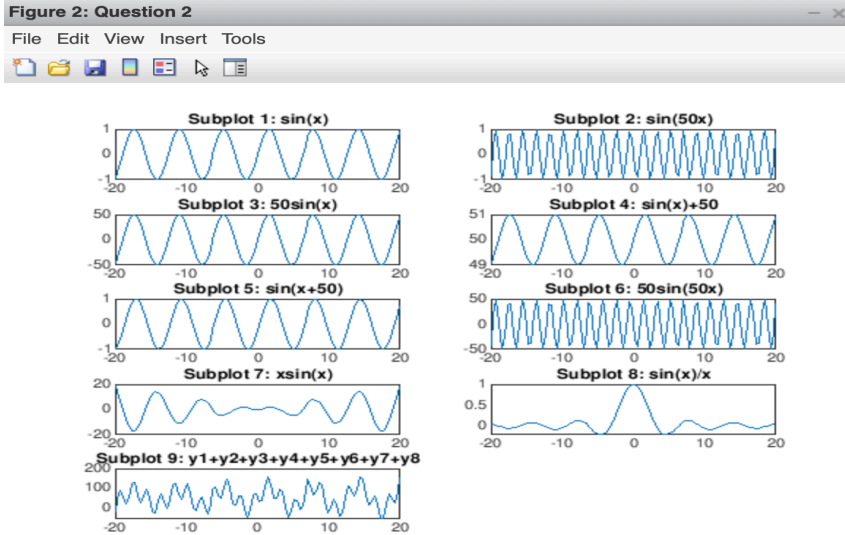 Figure 2: Question 2
File Edit View Insert Tools
Subplot 1: sin(x)
1
0
-1
-20 -10 0 10 20
Subplot 2: sin(50x)
1
0
-1
-20 -10 0 10 20
Subplot 3: 50sin(x)
50
0
-50
-20 -10 0 10 20
Subplot 4: sin(x)+50
51
50
49
-20 -10 0 10 20
Subplot 5: sin(x+50)
1
0
-1
-20 -10 0 10 20
Subplot 6: 50sin(50x)
50
0
-50
-20 -10 0 10 20
Subplot 7: xsin(x)
20
0
-20
-20 -10 0 10 20
Subplot 8: sin(x)/x
1
0.5
0
-20 -10 0 10 20
Subplot 9: y1+y2+y3+y4+y5+y6+y7+y8
200
100
0
-20 -10 0 10 20